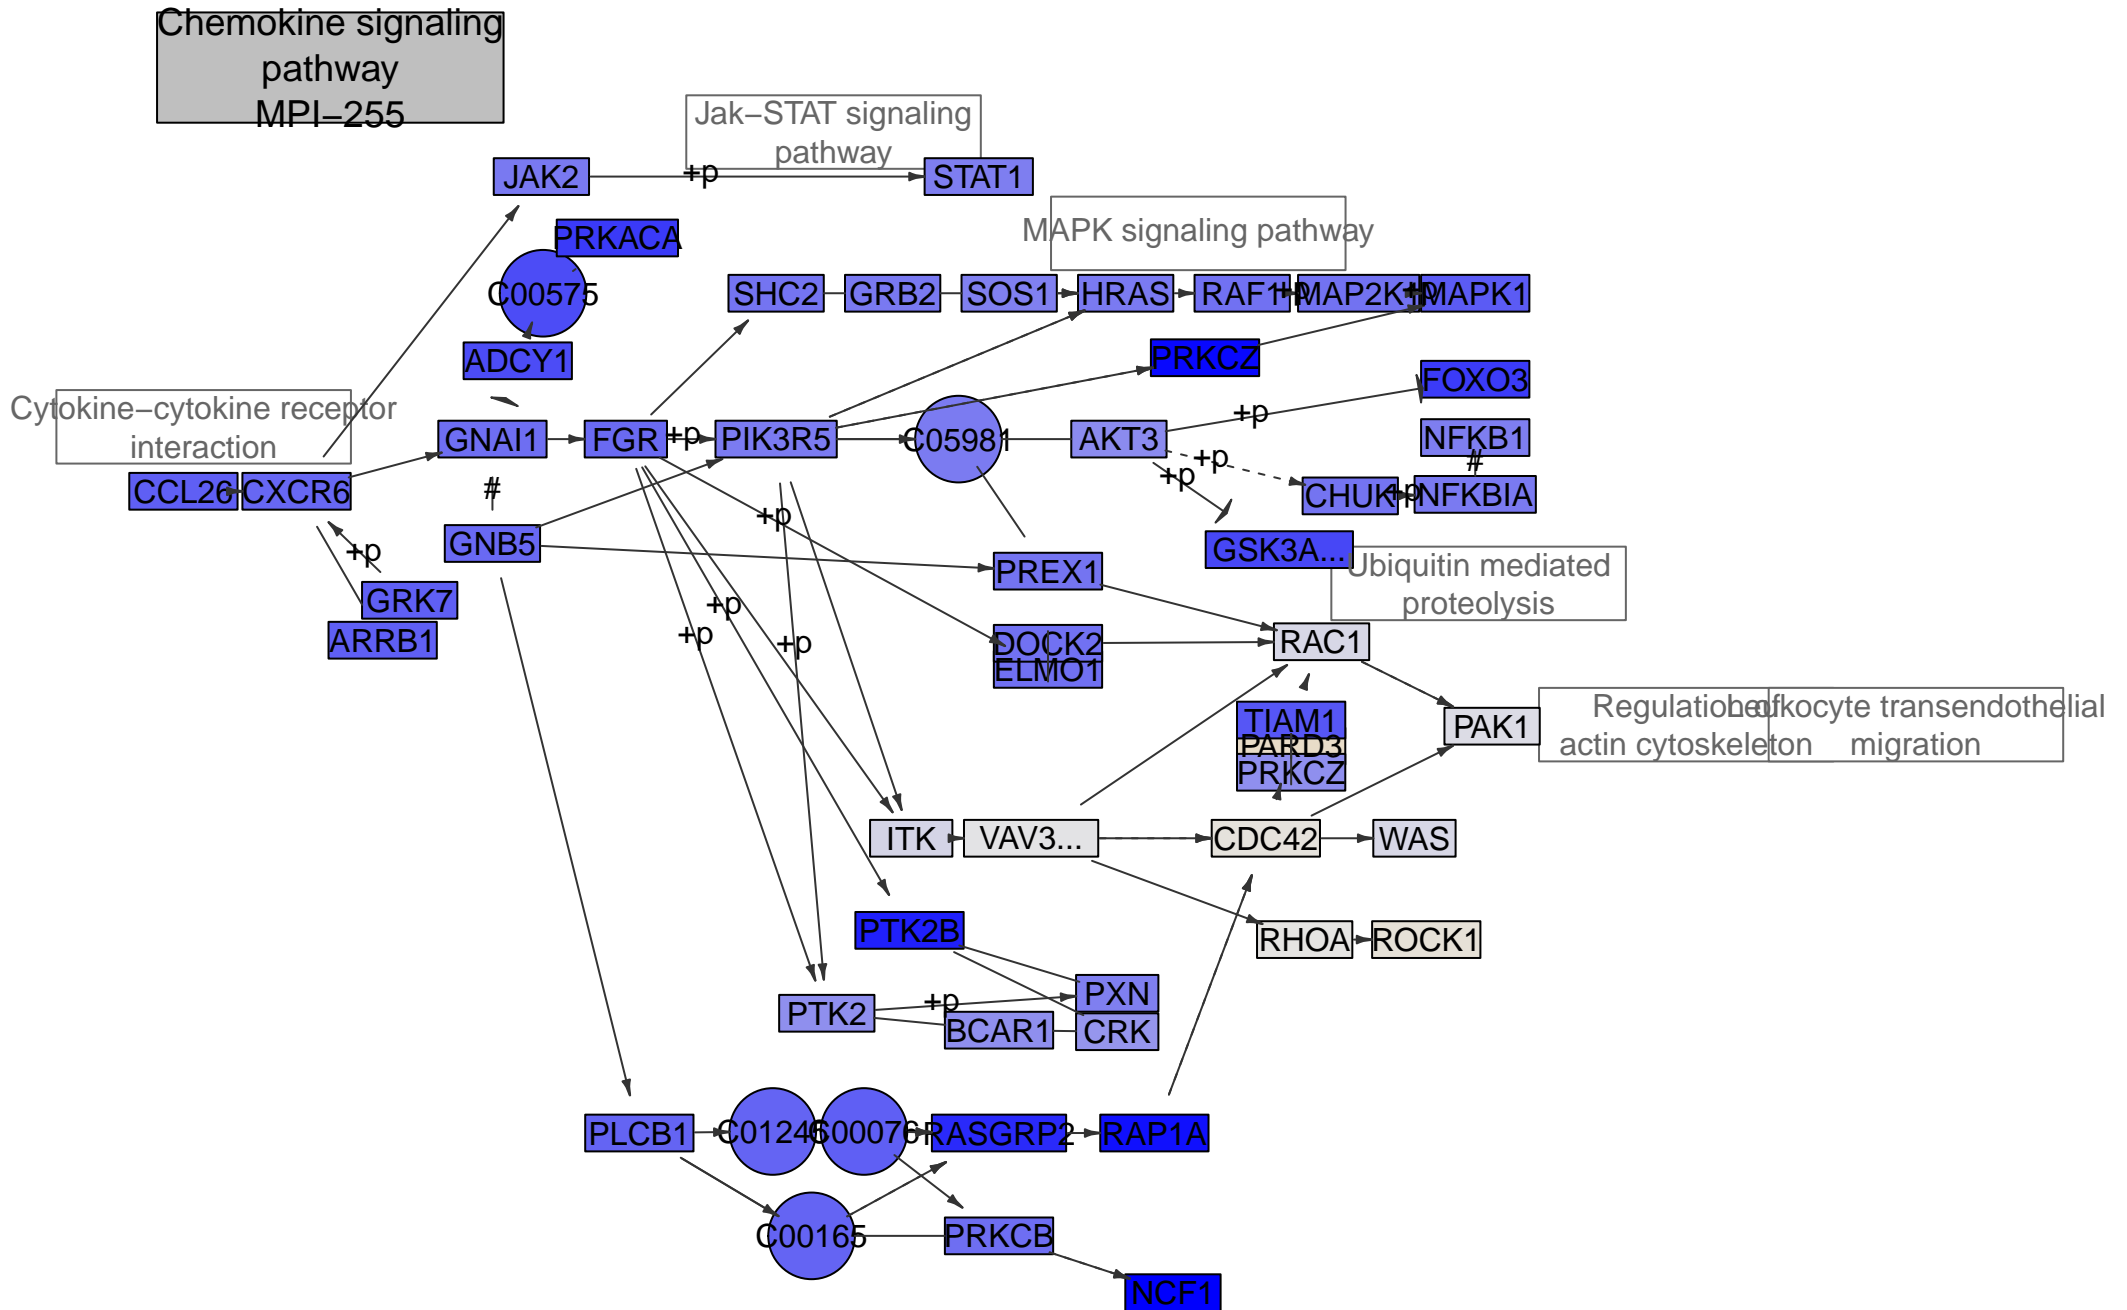 Chemokine signaling
pathway
MPI−255
Jak−STAT signaling
pathway
JAK2
+p
STAT1
PRKACA
MAPK signaling pathway
C00575
SHC2
GRB2
SOS1
HRAS
RAF1
+p
MAP2K1
+p
MAPK1
ADCY1
PRKCZ
FOXO3
Cytokine−cytokine receptor
interaction
+p
GNAI1
FGR
+p
PIK3R5
C05981
AKT3
NFKB1
+p
#
+p
CCL26
CXCR6
#
CHUK
+p
NFKBIA
+p
GNB5
+p
GSK3A...
Ubiquitin mediated
proteolysis
PREX1
GRK7
+p
ARRB1
+p
+p
DOCK2
RAC1
ELMO1
TIAM1
PAK1
Regulation of
actin cytoskeleton
Leukocyte transendothelial
migration
PARD3
PRKCZ
ITK
VAV3...
CDC42
WAS
PTK2B
RHOA
ROCK1
PTK2
+p
PXN
BCAR1
CRK
PLCB1
C01245
C00076
RASGRP2
RAP1A
C00165
PRKCB
NCF1